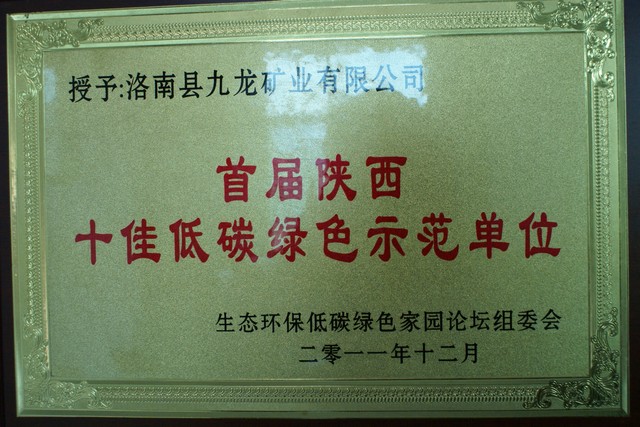 授予:洛南县九龙矿业有限公司
首届陕西
十佳低碳绿色示范单位
生态环保低碳绿色家园论坛组委会
二零一一年十二月